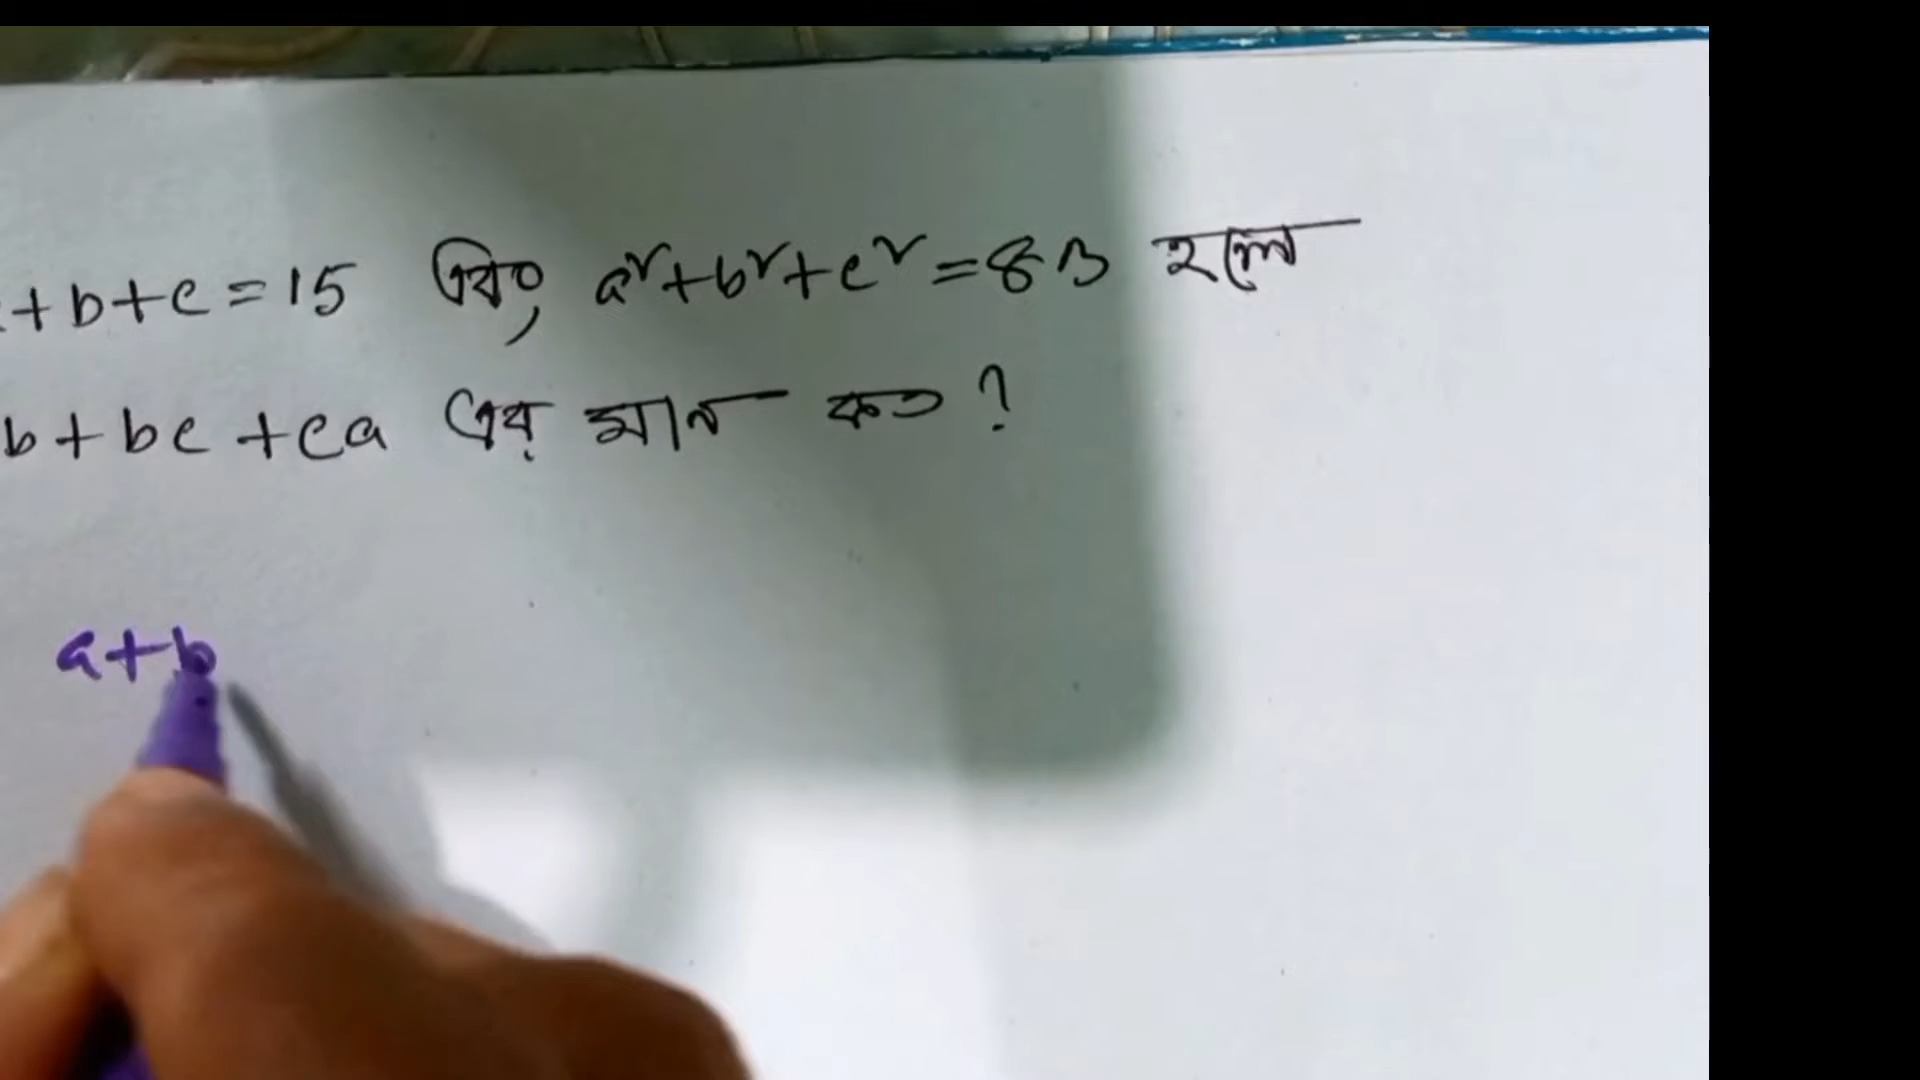 +b+c=15 এবং, a²+b²+c²=83 হলে
b+bc+ca এর মান কত?
a+b